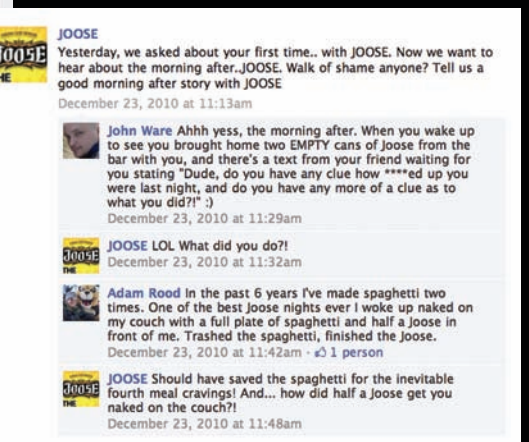 JOOSE
Yesterday, we asked about your first time.. with JOOSE. Now we want to
hear about the morning after..JOOSE. Walk of shame anyone? Tell us a
good morning after story with JOOSE
December 23, 2010 at 11:13am
John Ware Ahhh yess, the morning after. When you wake up
to see you brought home two EMPTY cans of Joose from the
bar with you, and there's a text from your friend waiting for
you stating "Dude, do you have any clue how ****ed up you
were last night, and do you have any more of a clue as to
what you did?!" :)
December 23, 2010 at 11:29am
JOOSE LOL What did you do?!
December 23, 2010 at 11:32am
Adam Rood In the past 6 years I've made spaghetti two
times. One of the best Joose nights ever I woke up naked on
my couch with a full plate of spaghetti and half a Joose in
front of me. Trashed the spaghetti, finished the Joose.
December 23, 2010 at 11:42am · 1 person
JOOSE Should have saved the spaghetti for the inevitable
fourth meal cravings! And... how did half a Joose get you
naked on the couch?!
December 23, 2010 at 11:48am
JOOSE
THE
JOOSE
THE
JOOSE
THE